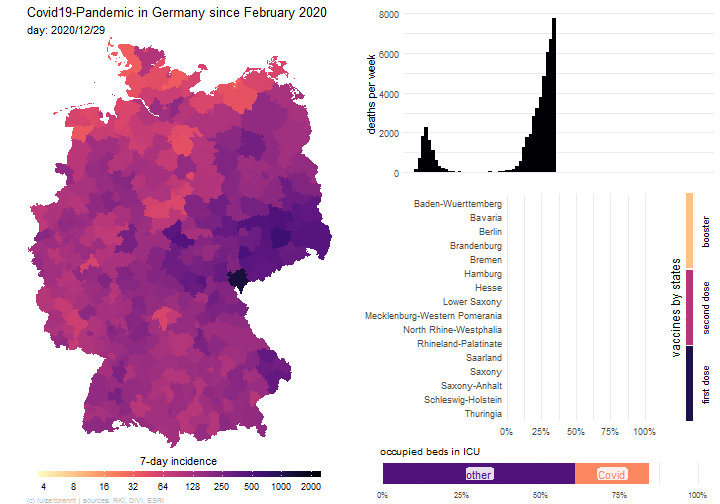 Covid19-Pandemic in Germany since February 2020
day: 2020/12/29
7-day incidence
4 8 16 32 64 120 250 500 1000 2000
(c) /u/zeitbrennt | sources: RKI, DIVI, ESRI
deaths per week
8000
6000
4000
2000
0
Baden-Wuerttemberg
Bavaria
Berlin
Brandenburg
Bremen
Hamburg
Hesse
Lower Saxony
Mecklenburg-Western Pomerania
North Rhine-Westphalia
Rhineland-Palatinate
Saarland
Saxony
Saxony-Anhalt
Schleswig-Holstein
Thuringia
0% 25% 50% 75% 100%
vaccines by states
booster
second dose
first dose
occupied beds in ICU
other Covid
0% 25% 50% 75% 100%